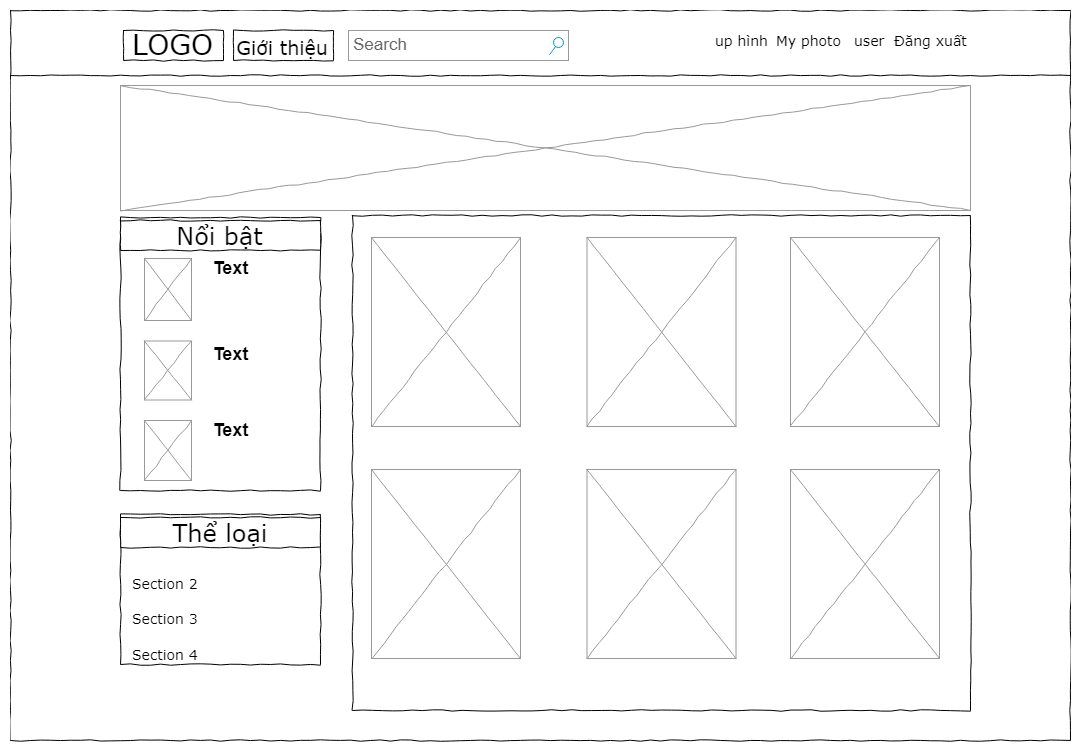 LOGO
Giới thiệu
Search
up hình My photo user Đăng xuất
Nổi bật
Text
Text
Text
Thể loại
Section 2
Section 3
Section 4